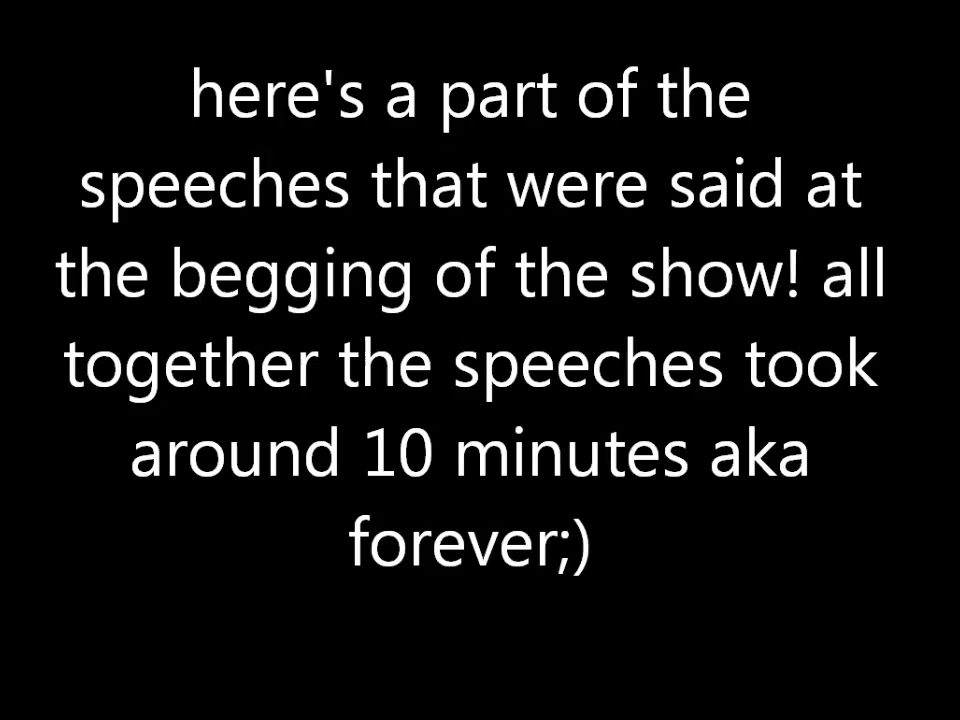 here's a part of the
speeches that were said at
the begging of the show! all
together the speeches took
around 10 minutes aka
forever;)